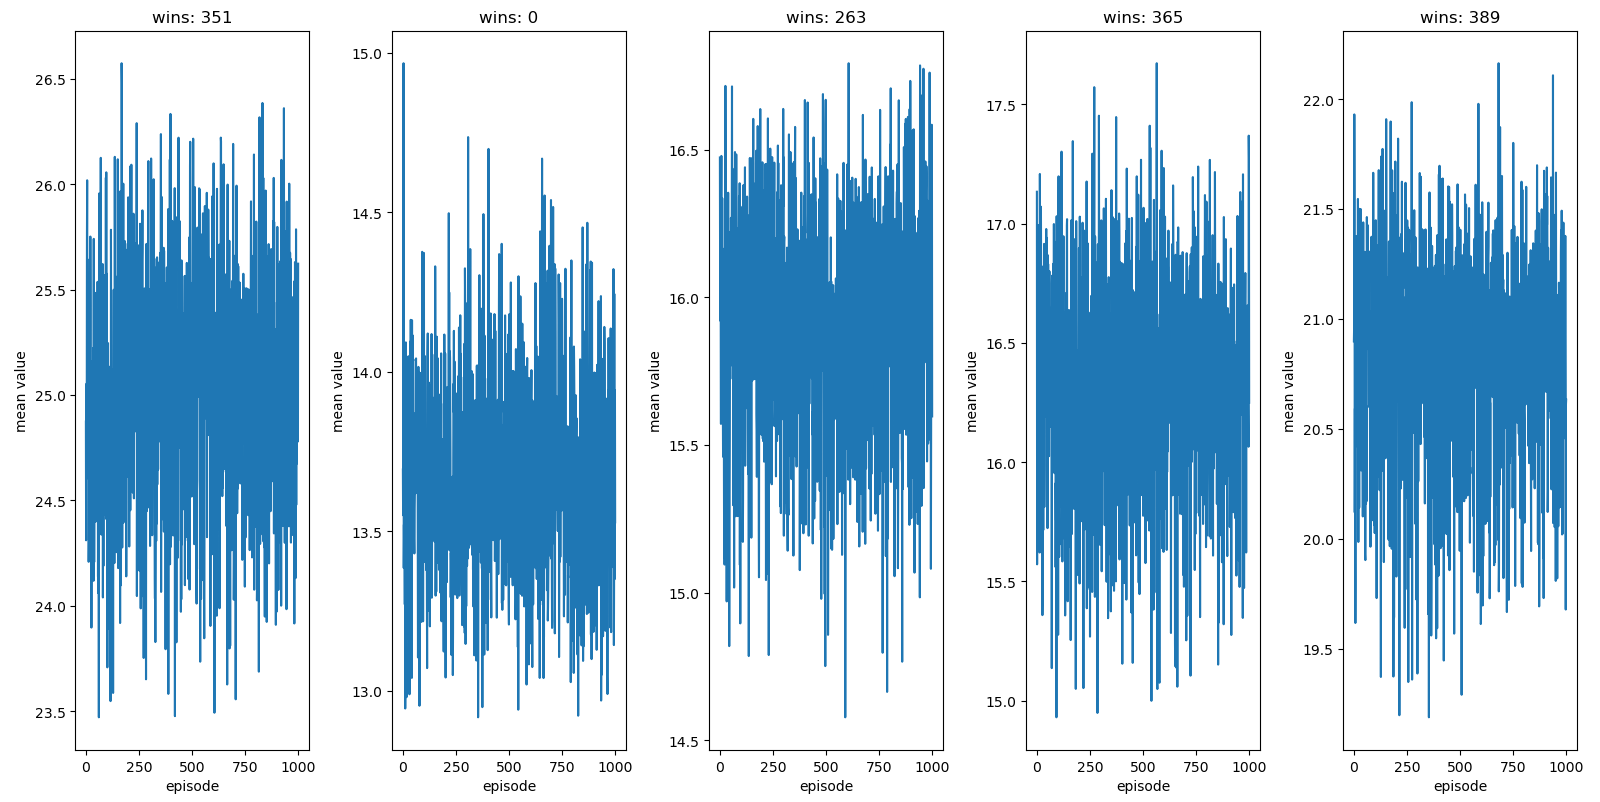 wins: 351
wins: 0
wins: 263
wins: 365
wins: 389
mean value
26.5
26.0
25.5
25.0
24.5
24.0
23.5
0 250 500 750 1000
episode
mean value
15.0
14.5
14.0
13.5
13.0
0 250 500 750 1000
episode
mean value
16.5
16.0
15.5
15.0
14.5
0 250 500 750 1000
episode
mean value
17.5
17.0
16.5
16.0
15.5
15.0
0 250 500 750 1000
episode
mean value
22.0
21.5
21.0
20.5
20.0
19.5
0 250 500 750 1000
episode